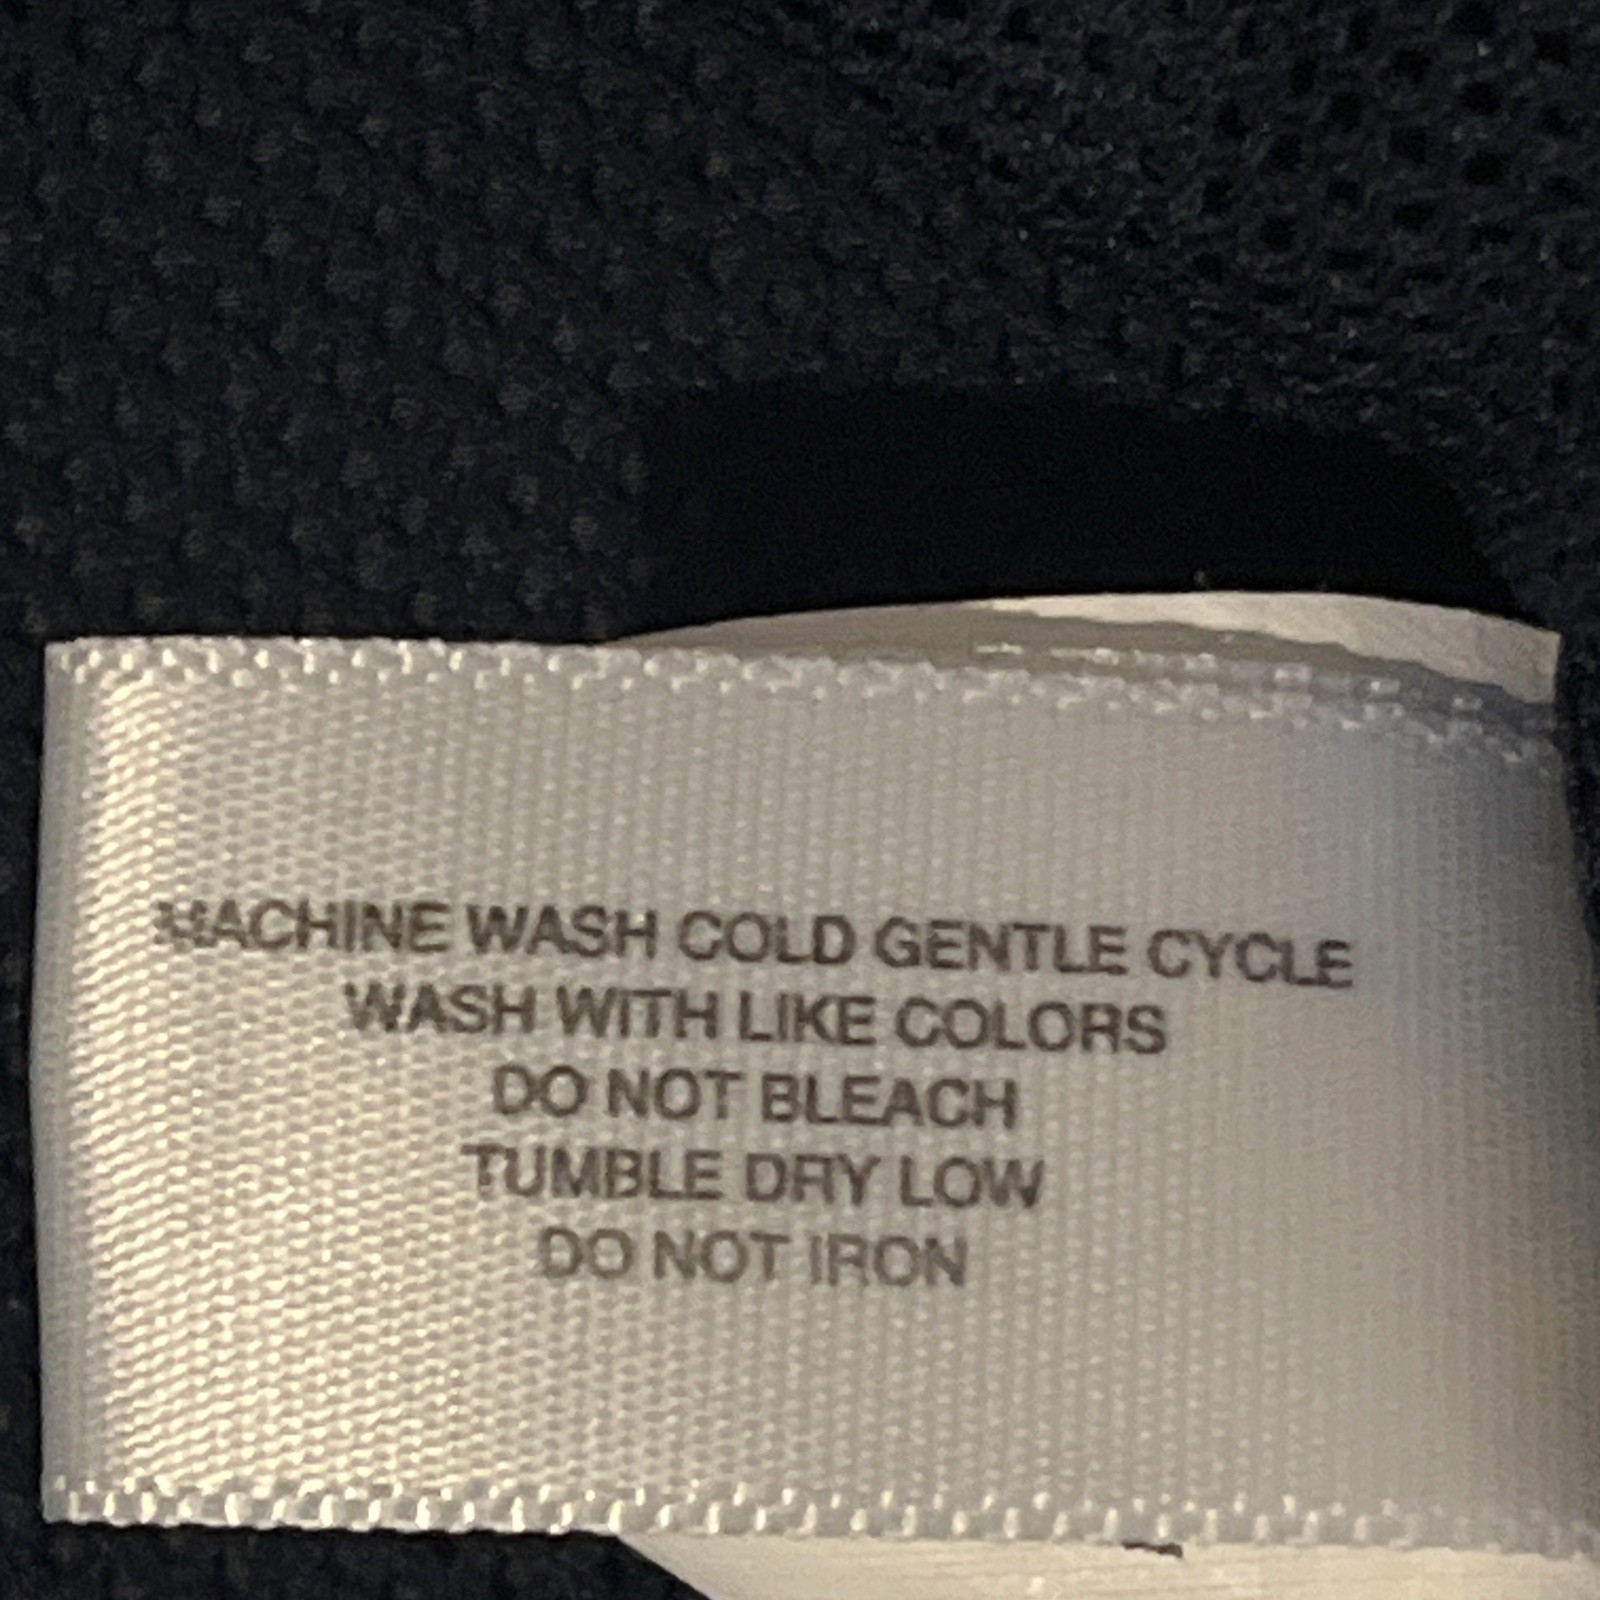 MACHINE WASH COLD GENTLE CYCLE
WASH WITH LIKE COLORS
DO NOT BLEACH
TUMBLE DRY LOW
DO NOT IRON